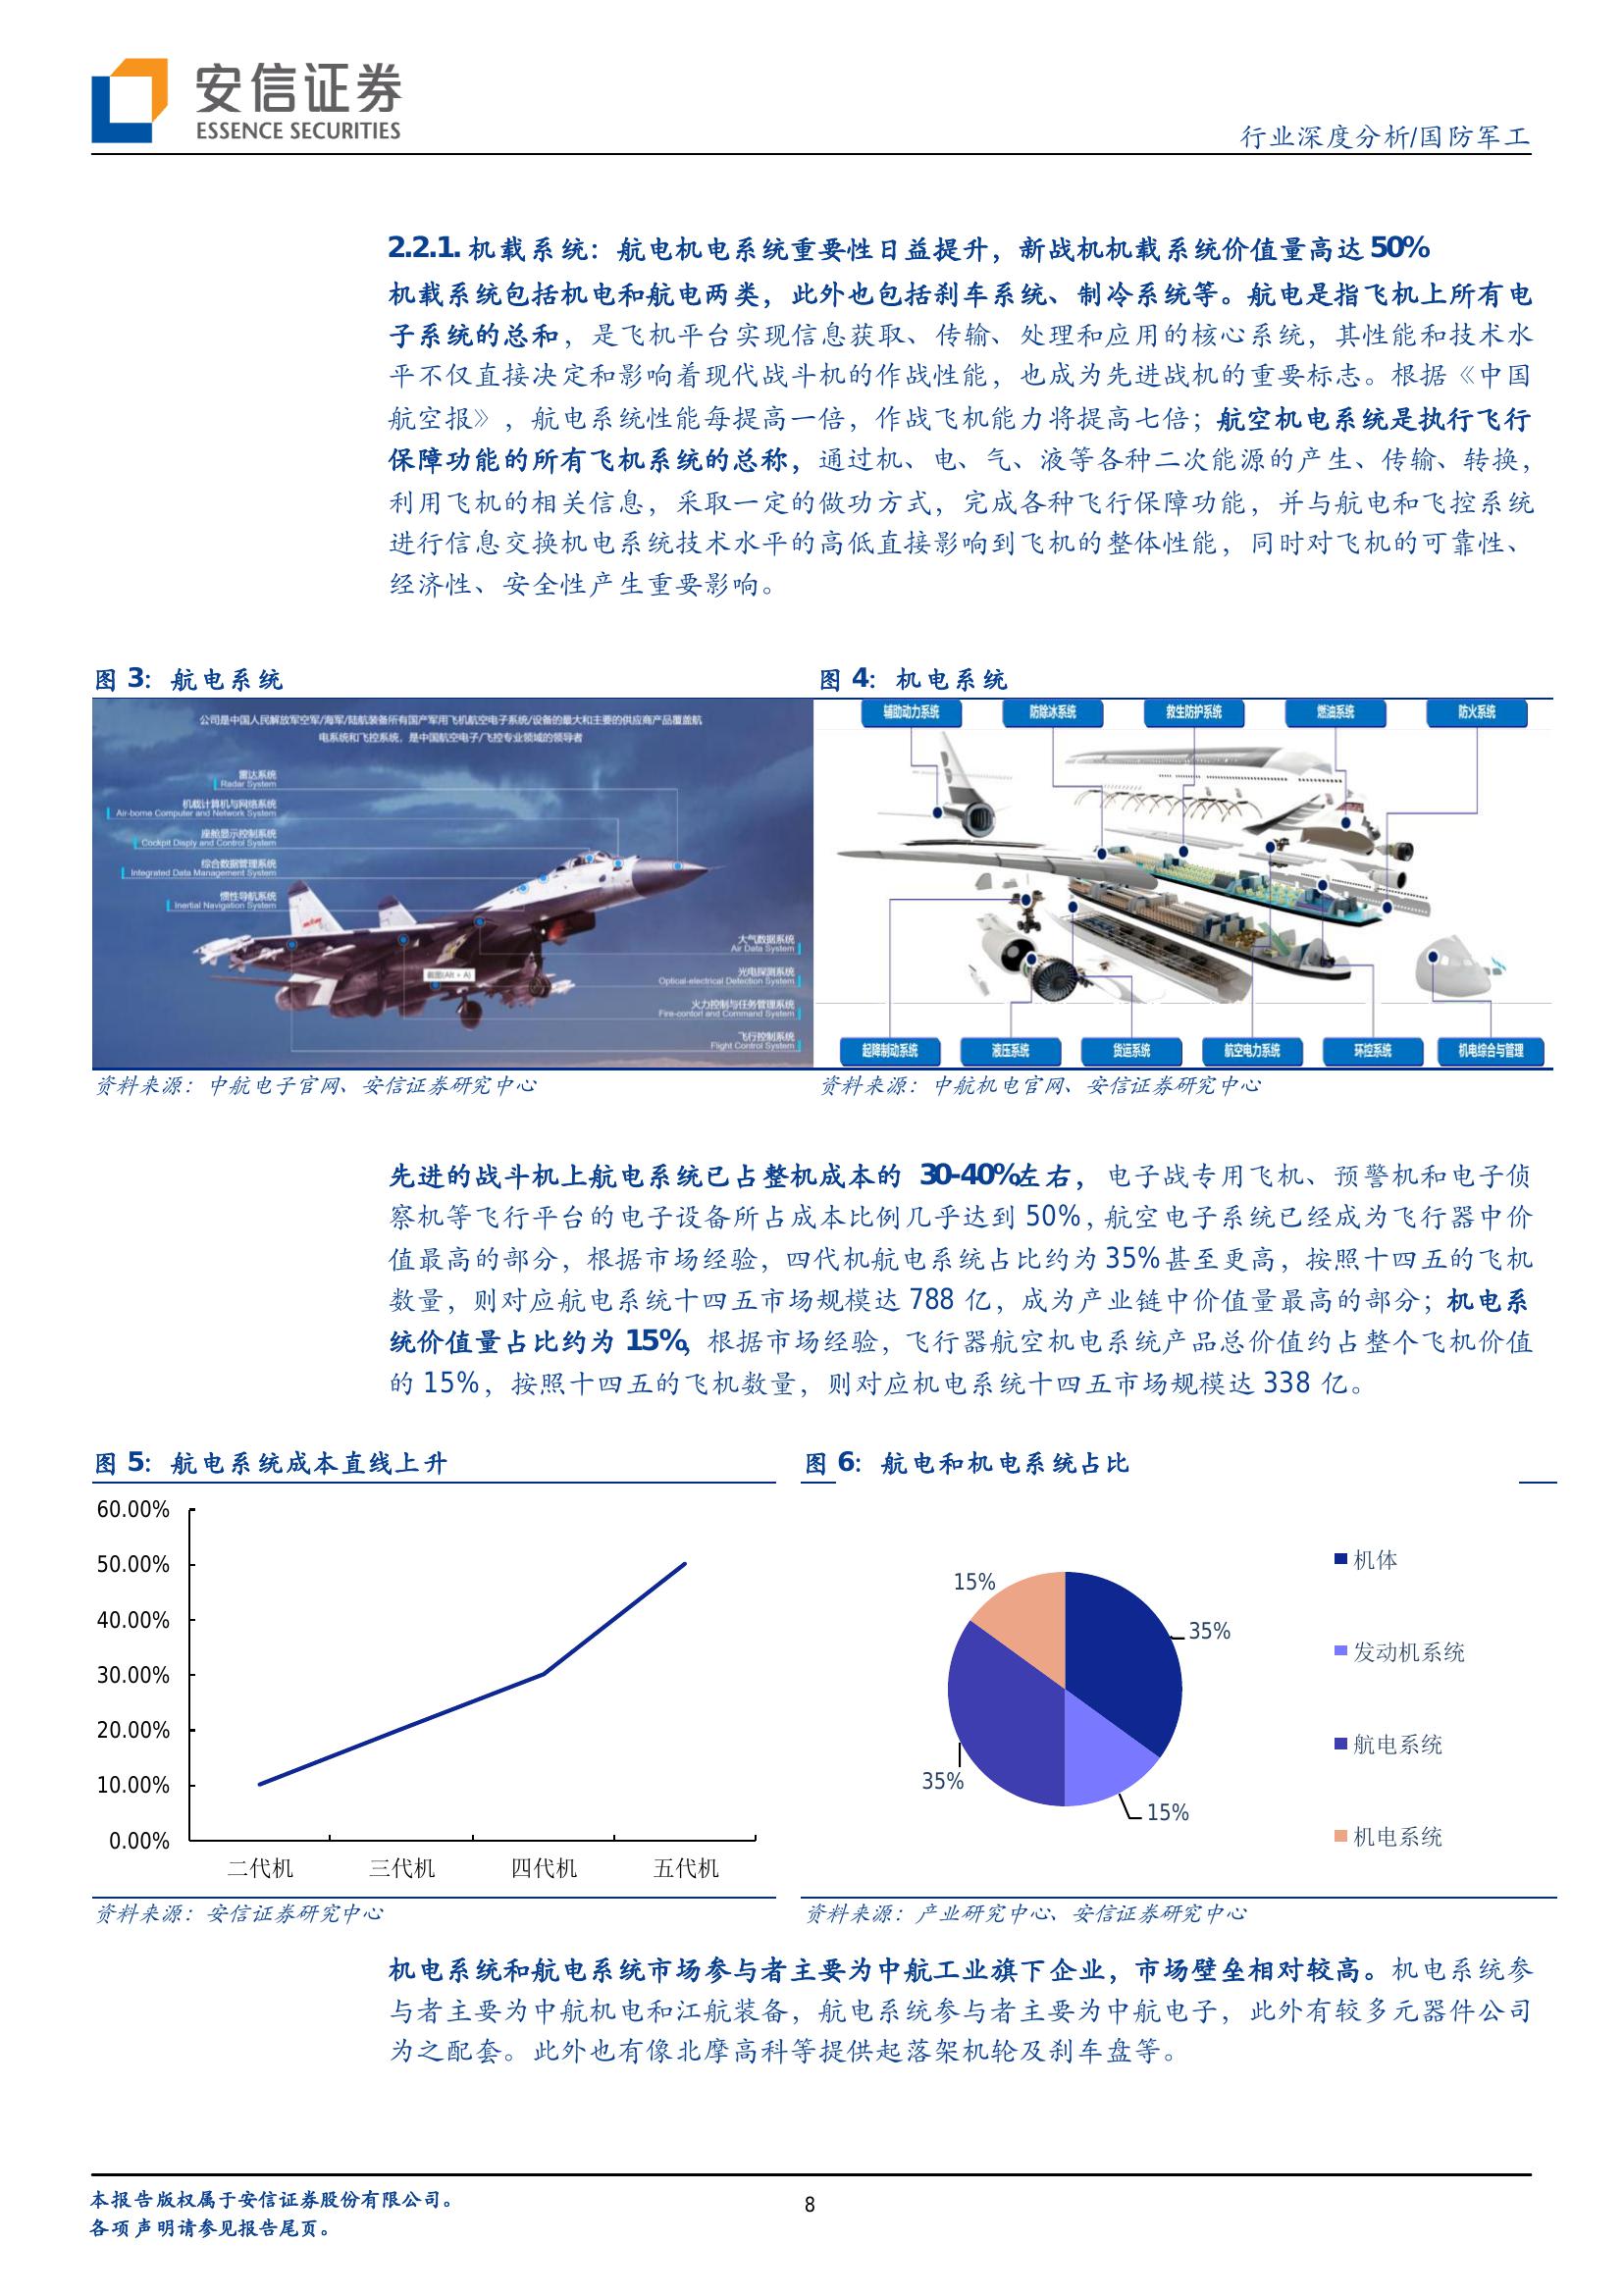 安信证券
ESSENCE SECURITIES
行业深度分析/国防军工
2.2.1. 机载系统：航电机电系统重要性日益提升，新战机机载系统价值量高达 50%
机载系统包括机电和航电两类，此外也包括刹车系统、制冷系统等。航电是指飞机上所有电
子系统的总和，是飞机平台实现信息获取、传输、处理和应用的核心系统，其性能和技术水
平不仅直接决定和影响着现代战斗机的作战性能，也成为先进战机的重要标志。根据《中国
航空报》，航电系统性能每提高一倍，作战飞机能力将提高七倍；航空机电系统是执行飞行
保障功能的所有飞机系统的总称，通过机、电、气、液等各种二次能源的产生、传输、转换，
利用飞机的相关信息，采取一定的做功方式，完成各种飞行保障功能，并与航电和飞控系统
进行信息交换机电系统技术水平的高低直接影响到飞机的整体性能，同时对飞机的可靠性、
经济性、安全性产生重要影响。
图 3：航电系统
公司是中国人民解放军空军/海军/陆航装备所有国产军用飞机航空电子系统/设备的最大和主要的供应商产品覆盖航
电系统和飞控系统，是中国航空电子/飞控专业领域的领导者
雷达系统
Radar System
机载计算机与网络系统
Air-borne Computer and Network System
座舱显示控制系统
Cockpit Disply and Control System
综合数据管理系统
Integrated Data Management System
惯性导航系统
Inertial Navigation System
大气数据系统
Air Data System
截图(Alt + A)
光电探测系统
Optical-electrical Detection System
火力控制与任务管理系统
Fire-contorl and Command System
飞行控制系统
Flight Control System
资料来源：中航电子官网、安信证券研究中心
图 4：机电系统
辅助动力系统 防除冰系统 救生防护系统 燃油系统 防火系统
起降制动系统 液压系统 货运系统 航空电力系统 环控系统 机电综合与管理
资料来源：中航机电官网、安信证券研究中心
先进的战斗机上航电系统已占整机成本的 30-40%左右，电子战专用飞机、预警机和电子侦
察机等飞行平台的电子设备所占成本比例几乎达到 50%，航空电子系统已经成为飞行器中价
值最高的部分，根据市场经验，四代机航电系统占比约为 35%甚至更高，按照十四五的飞机
数量，则对应航电系统十四五市场规模达 788 亿，成为产业链中价值量最高的部分；机电系
统价值量占比约为 15%，根据市场经验，飞行器航空机电系统产品总价值约占整个飞机价值
的 15%，按照十四五的飞机数量，则对应机电系统十四五市场规模达 338 亿。
图 5：航电系统成本直线上升
60.00%
50.00%
40.00%
30.00%
20.00%
10.00%
0.00%
二代机 三代机 四代机 五代机
资料来源：安信证券研究中心
图 6：航电和机电系统占比
15%
35%
35%
15%
机体
发动机系统
航电系统
机电系统
资料来源：产业研究中心、安信证券研究中心
机电系统和航电系统市场参与者主要为中航工业旗下企业，市场壁垒相对较高。机电系统参
与者主要为中航机电和江航装备，航电系统参与者主要为中航电子，此外有较多元器件公司
为之配套。此外也有像北摩高科等提供起落架机轮及刹车盘等。
本报告版权属于安信证券股份有限公司。
各项声明请参见报告尾页。
8